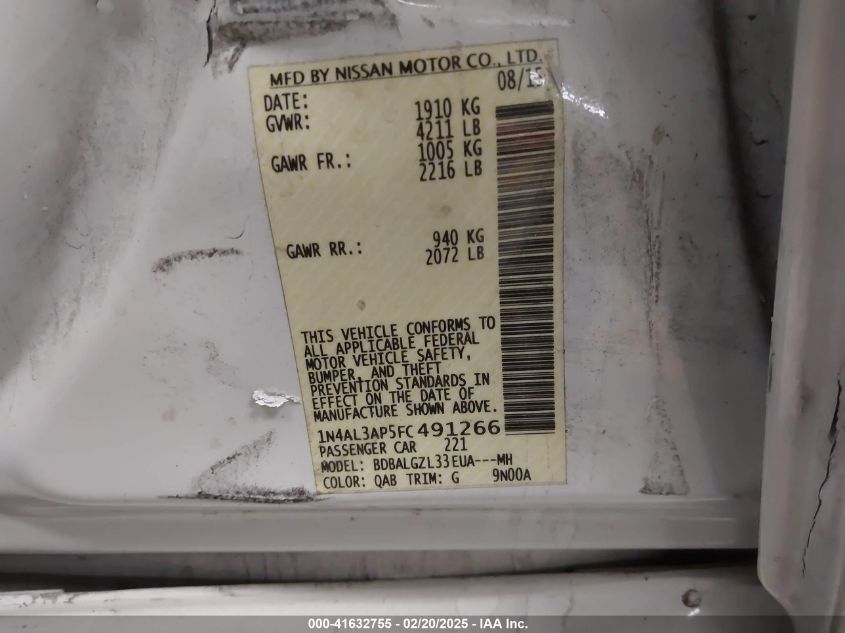 MFD BY NISSAN MOTOR CO., LTD.
DATE: 08/15
GVWR: 1910 KG
4211 LB
GAWR FR.: 1005 KG
2216 LB
GAWR RR.: 940 KG
2072 LB
THIS VEHICLE CONFORMS TO
ALL APPLICABLE FEDERAL
MOTOR VEHICLE SAFETY,
BUMPER, AND THEFT
PREVENTION STANDARDS IN
EFFECT ON THE DATE OF
MANUFACTURE SHOWN ABOVE.
1N4AL3AP5FC491266
PASSENGER CAR 221
MODEL: BDBALGZL33EUA---MH
COLOR: QAB TRIM: G 9N00A
000-41632755 - 02/20/2025 - IAA Inc.